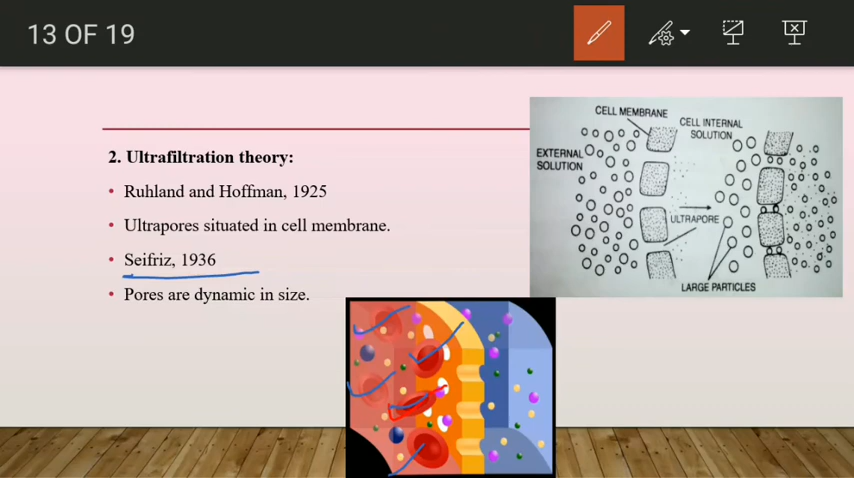 13 OF 19
2. Ultrafiltration theory:
• Ruhland and Hoffman, 1925
• Ultrapores situated in cell membrane.
• Seifriz, 1936
• Pores are dynamic in size.
CELL MEMBRANE
CELL INTERNAL
SOLUTION
EXTERNAL
SOLUTION
ULTRAPORE
LARGE PARTICLES